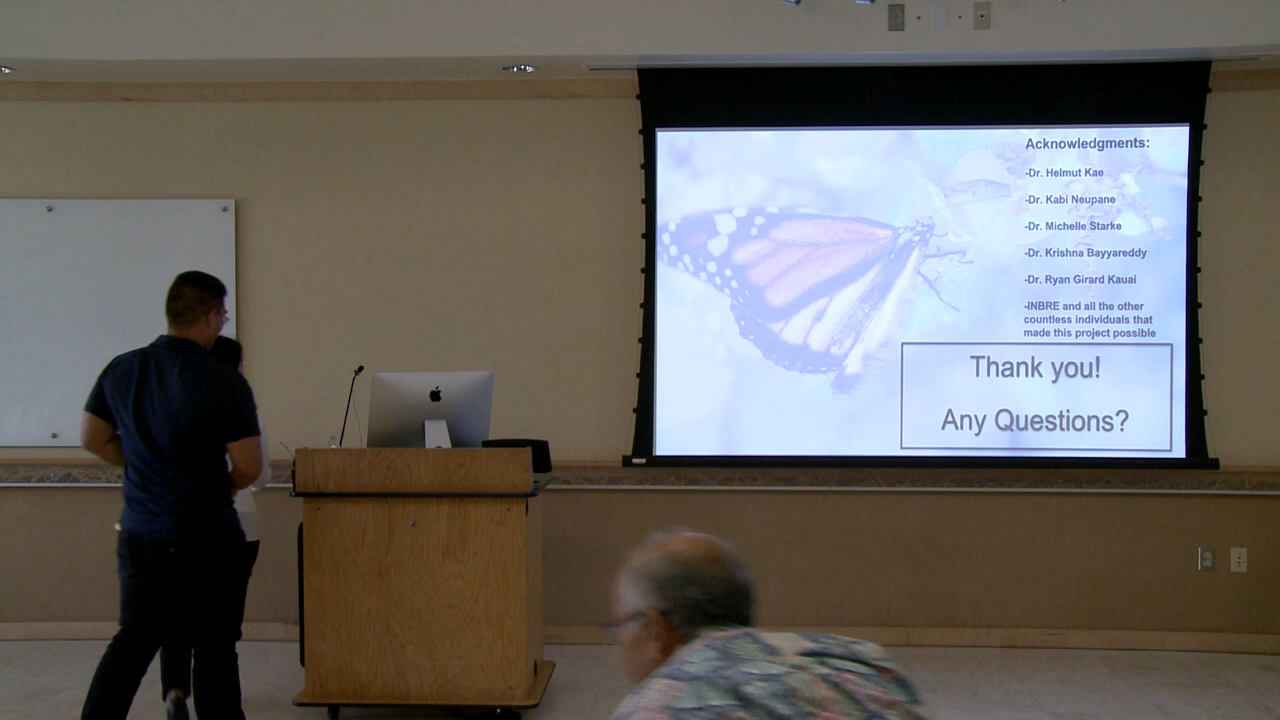 Acknowledgments:
-Dr. Helmut Kae
-Dr. Kabi Neupane
-Dr. Michelle Starke
-Dr. Krishna Bayyareddy
-Dr. Ryan Girard Kauai
-INBRE and all the other
countless individuals that
made this project possible
Thank you!
Any Questions?